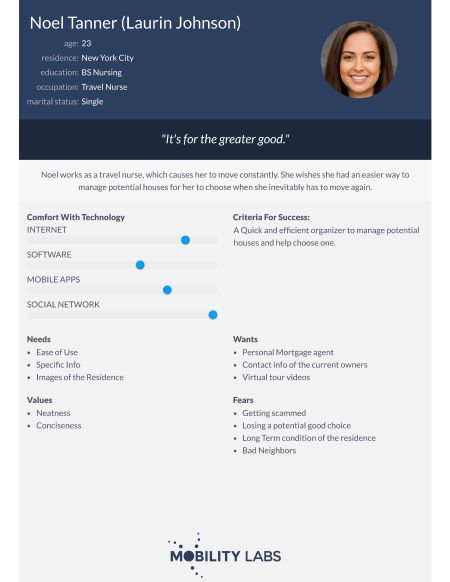 Noel Tanner (Laurin Johnson)
age: 23
residence: New York City
education: BS Nursing
occupation: Travel Nurse
marital status: Single
"It's for the greater good."
Noel works as a travel nurse, which causes her to move constantly. She wishes she had an easier way to
manage potential houses for her to choose when she inevitably has to move again.
Comfort With Technology
INTERNET
SOFTWARE
MOBILE APPS
SOCIAL NETWORK
Criteria For Success:
A Quick and efficient organizer to manage potential
houses and help choose one.
Needs
• Ease of Use
• Specific Info
• Images of the Residence
Wants
• Personal Mortgage agent
• Contact info of the current owners
• Virtual tour videos
Values
• Neatness
• Conciseness
Fears
• Getting scammed
• Losing a potential good choice
• Long Term condition of the residence
• Bad Neighbors
MOBILITY LABS